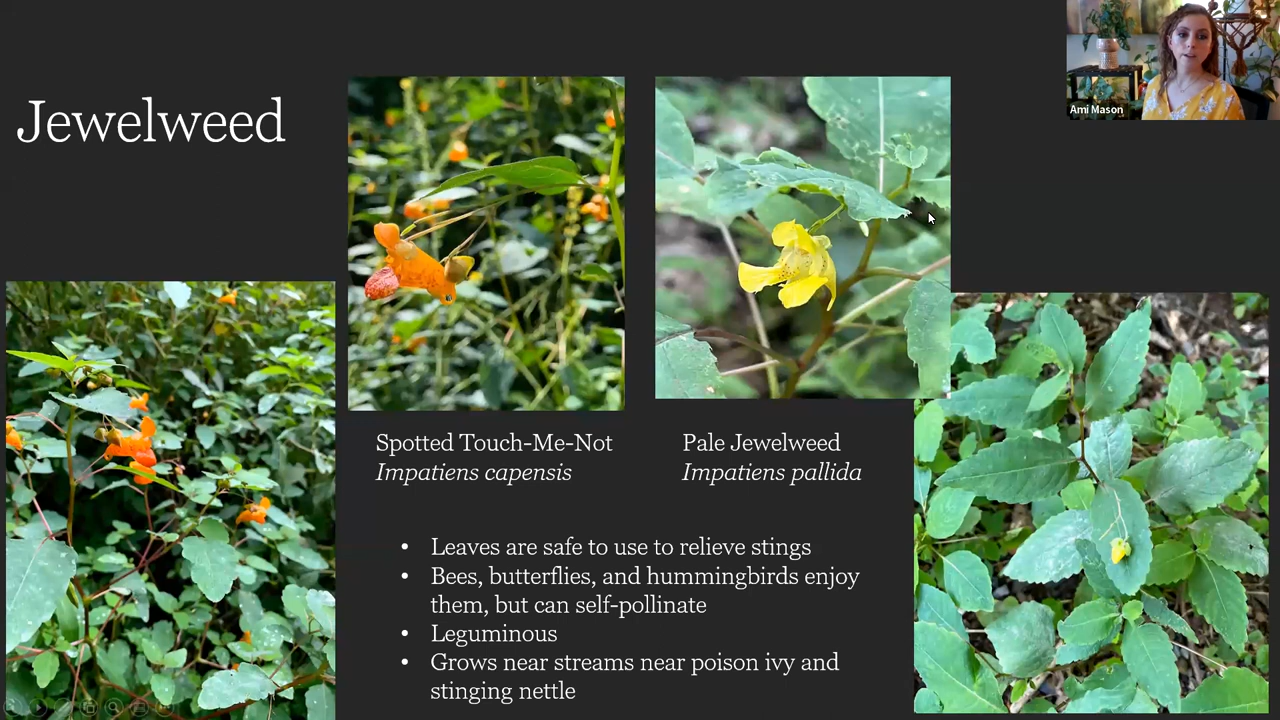 Jewelweed
Ami Mason
Spotted Touch-Me-Not
Impatiens capensis
Pale Jewelweed
Impatiens pallida
• Leaves are safe to use to relieve stings
• Bees, butterflies, and hummingbirds enjoy
them, but can self-pollinate
• Leguminous
• Grows near streams near poison ivy and
stinging nettle